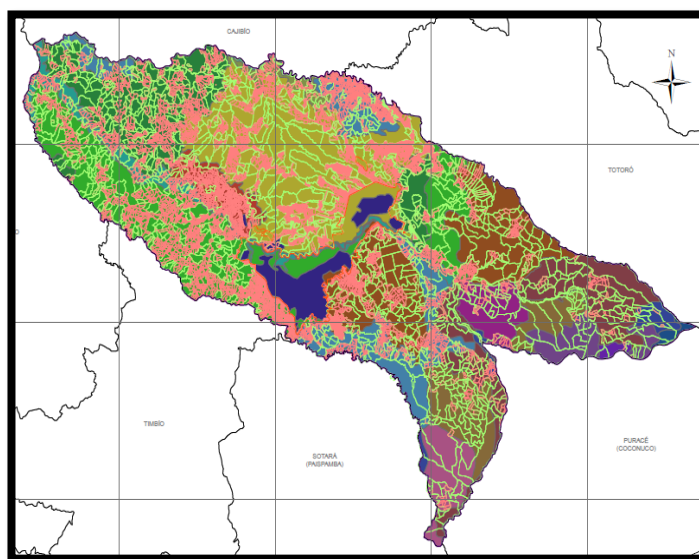 CAJIBÍO
N
TOTORÓ
O
TIMBÍO
SOTARÁ
(PAISPAMBA)
PURACÉ
(COCONUCO)